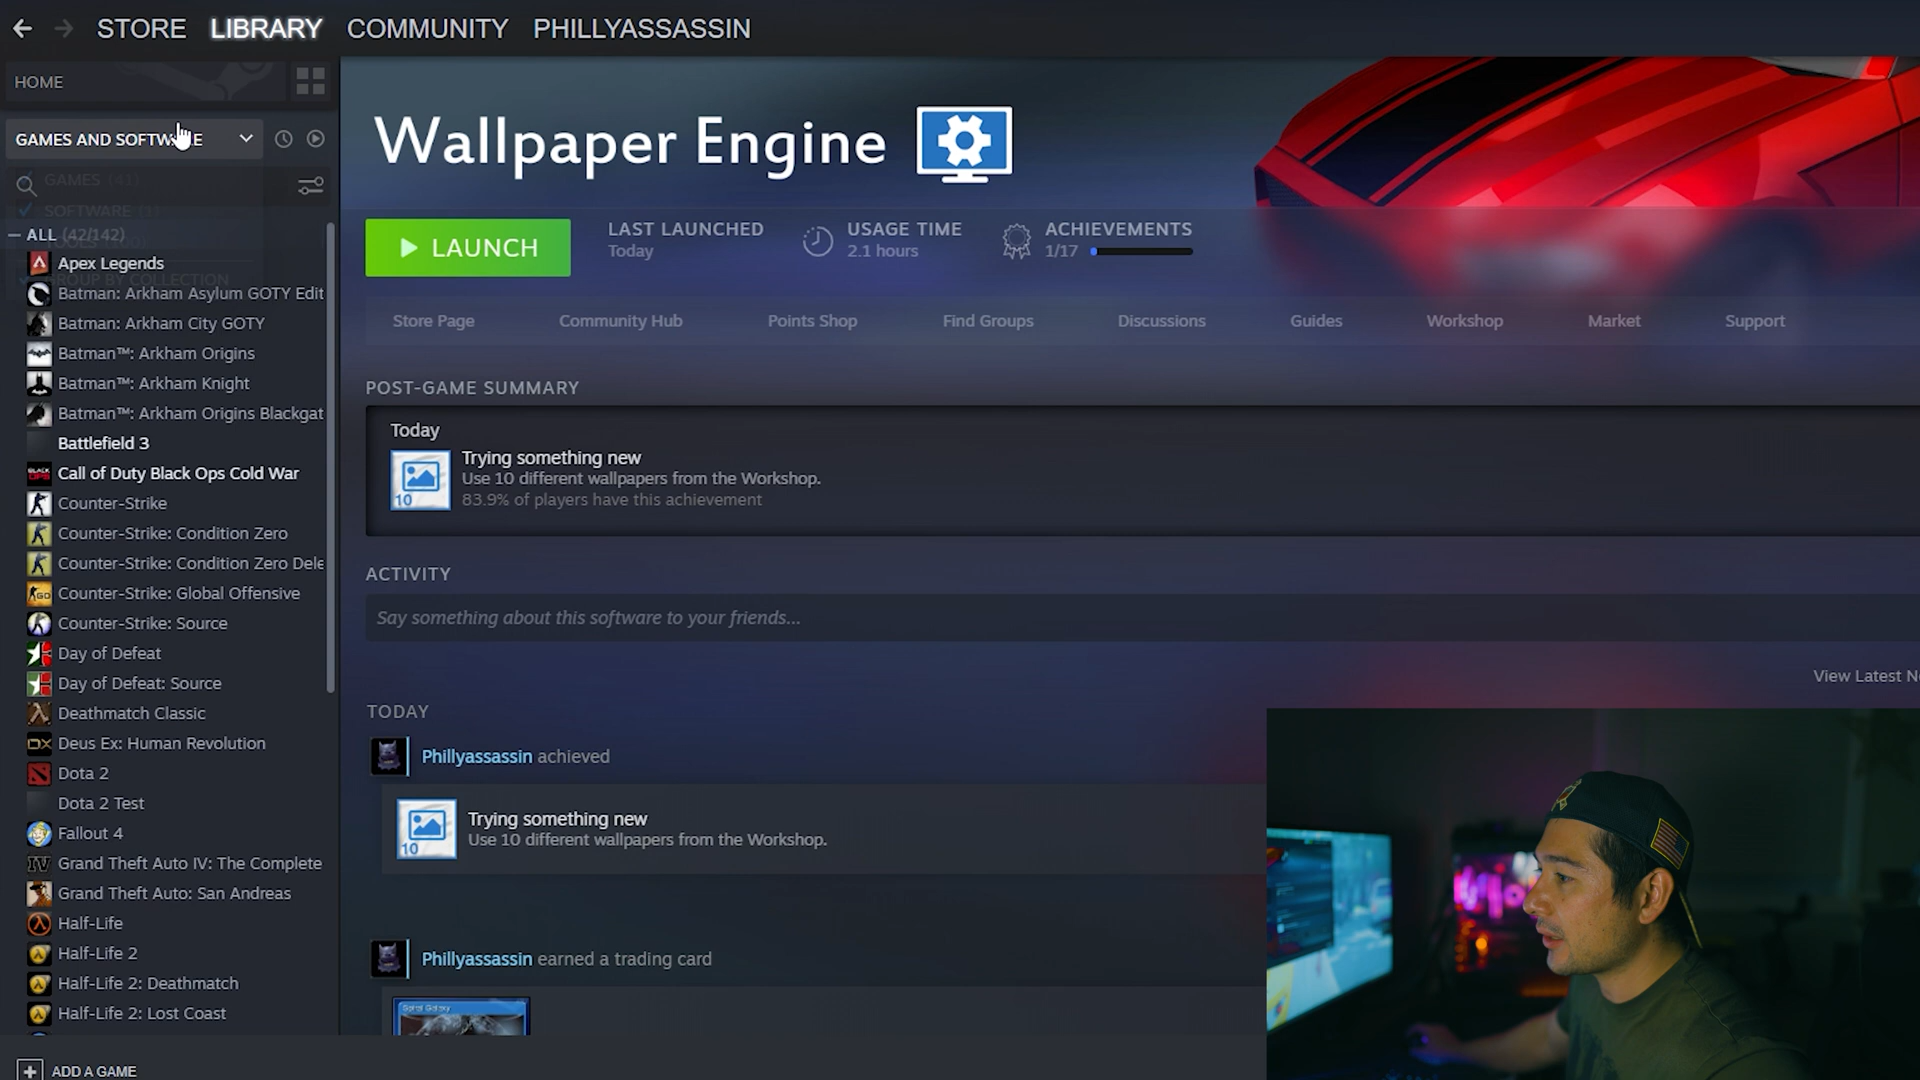 STORE LIBRARY COMMUNITY PHILLYASSASSIN
HOME
GAMES AND SOFTWARE
GAMES (41)
SOFTWARE (1)
ALL (42/142)
GROUP BY COLLECTION
Apex Legends
Batman: Arkham Asylum GOTY Edit
Batman: Arkham City GOTY
Batman™: Arkham Origins
Batman™: Arkham Knight
Batman™: Arkham Origins Blackgat
Battlefield 3
Call of Duty Black Ops Cold War
Counter-Strike
Counter-Strike: Condition Zero
Counter-Strike: Condition Zero Dele
Counter-Strike: Global Offensive
Counter-Strike: Source
Day of Defeat
Day of Defeat: Source
Deathmatch Classic
Deus Ex: Human Revolution
Dota 2
Dota 2 Test
Fallout 4
Grand Theft Auto IV: The Complete
Grand Theft Auto: San Andreas
Half-Life
Half-Life 2
Half-Life 2: Deathmatch
Half-Life 2: Lost Coast
ADD A GAME
Wallpaper Engine
LAUNCH
LAST LAUNCHED
Today
USAGE TIME
2.1 hours
ACHIEVEMENTS
1/17
Store Page Community Hub Points Shop Find Groups Discussions Guides Workshop Market Support
POST-GAME SUMMARY
Today
10
Trying something new
Use 10 different wallpapers from the Workshop.
83.9% of players have this achievement
ACTIVITY
Say something about this software to your friends...
View Latest N
TODAY
Phillyassassin achieved
10
Trying something new
Use 10 different wallpapers from the Workshop.
Phillyassassin earned a trading card
Spiral Galaxy